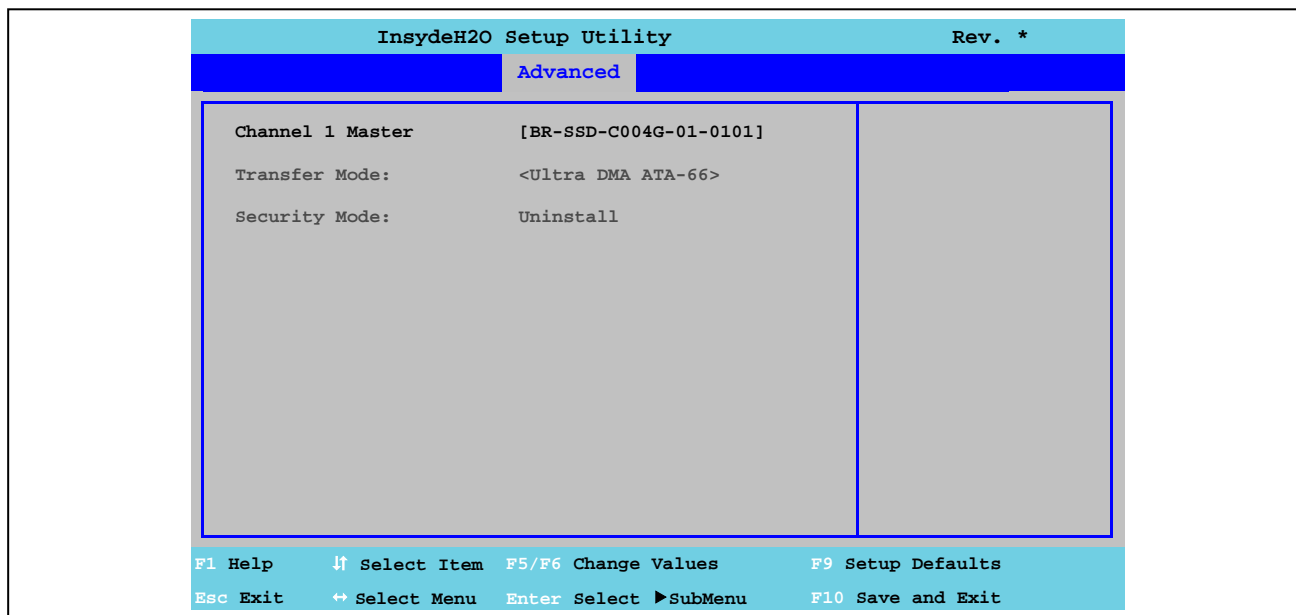 InsydeH2O Setup Utility Rev. *
Advanced
Channel 1 Master [BR-SSD-C004G-01-0101]
Transfer Mode: <Ultra DMA ATA-66>
Security Mode: Uninstall
F1 Help ↓↑ Select Item F5/F6 Change Values F9 Setup Defaults
Esc Exit ↔ Select Menu Enter Select ▶SubMenu F10 Save and Exit